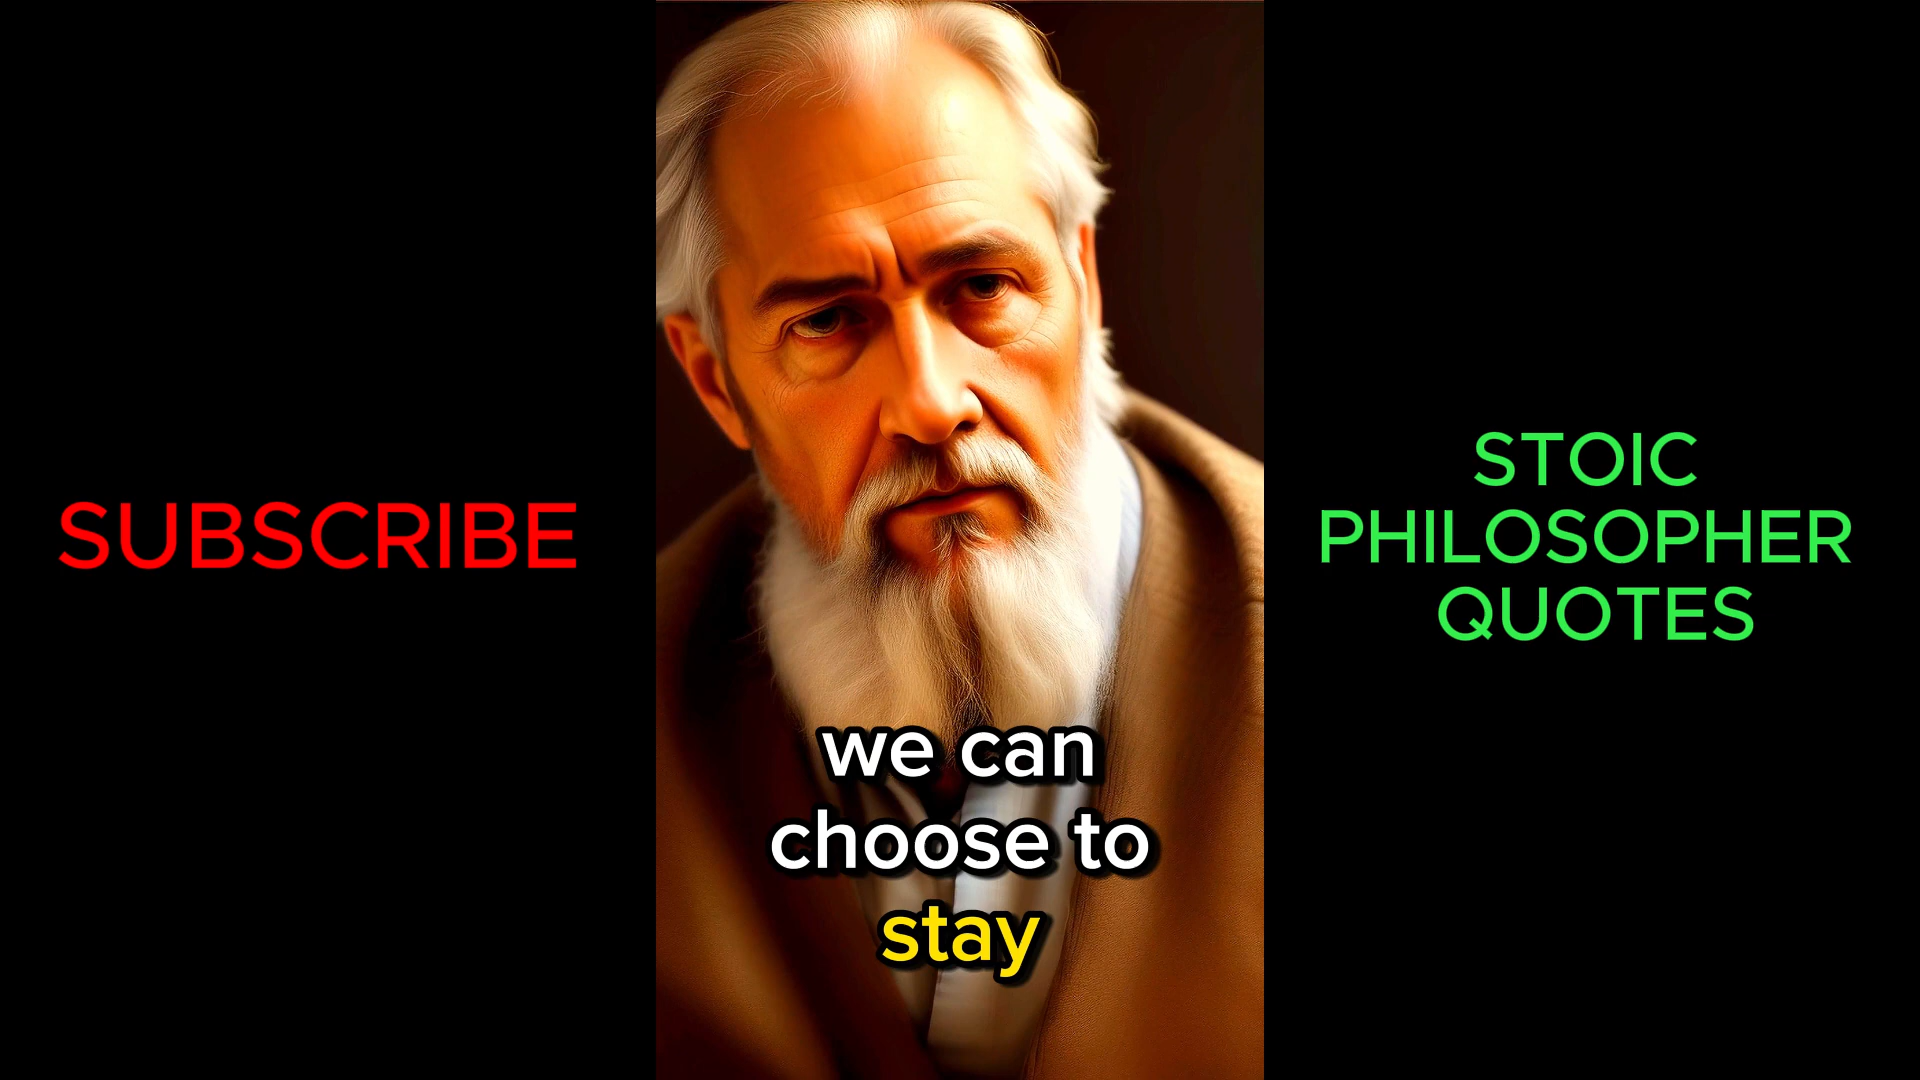 SUBSCRIBE
we can
choose to
stay
STOIC
PHILOSOPHER
QUOTES